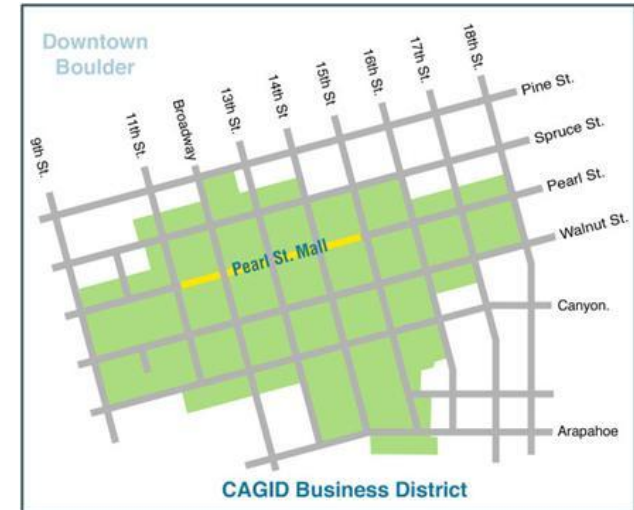 Downtown
Boulder
9th St.
11th St.
Broadway
13th St.
14th St
15th St
16th St.
17th St.
18th St.
Pine St.
Spruce St.
Pearl St.
Walnut St.
Pearl St. Mall
Canyon.
Arapahoe
CAGID Business District